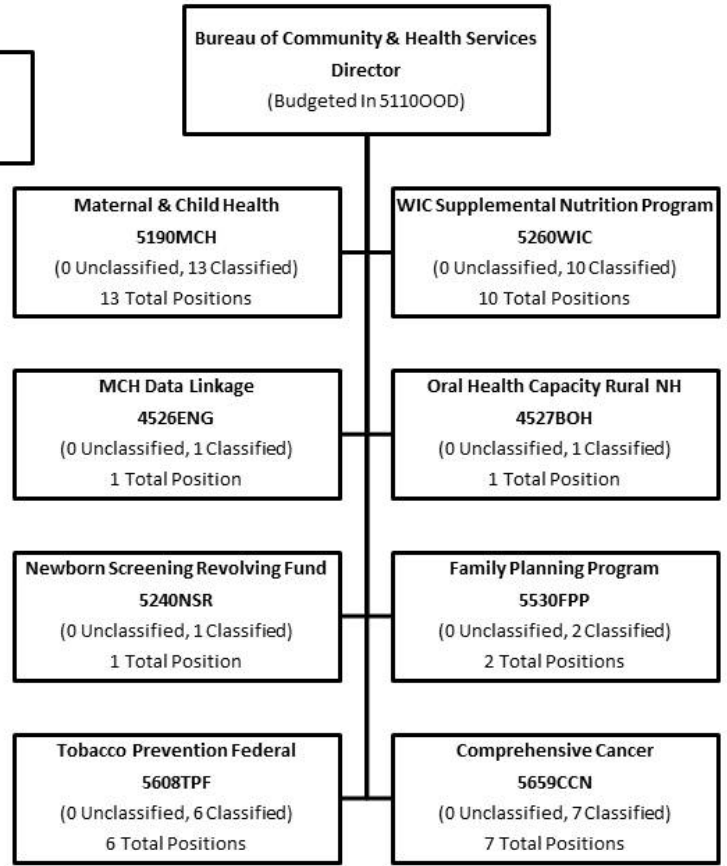 Bureau of Community & Health Services
Director
(Budgeted In 5110OOD)
Maternal & Child Health
5190MCH
(0 Unclassified, 13 Classified)
13 Total Positions
WIC Supplemental Nutrition Program
5260WIC
(0 Unclassified, 10 Classified)
10 Total Positions
MCH Data Linkage
4526ENG
(0 Unclassified, 1 Classified)
1 Total Position
Oral Health Capacity Rural NH
4527BOH
(0 Unclassified, 1 Classified)
1 Total Position
Newborn Screening Revolving Fund
5240NSR
(0 Unclassified, 1 Classified)
1 Total Position
Family Planning Program
5530FPP
(0 Unclassified, 2 Classified)
2 Total Positions
Tobacco Prevention Federal
5608TPF
(0 Unclassified, 6 Classified)
6 Total Positions
Comprehensive Cancer
5659CCN
(0 Unclassified, 7 Classified)
7 Total Positions